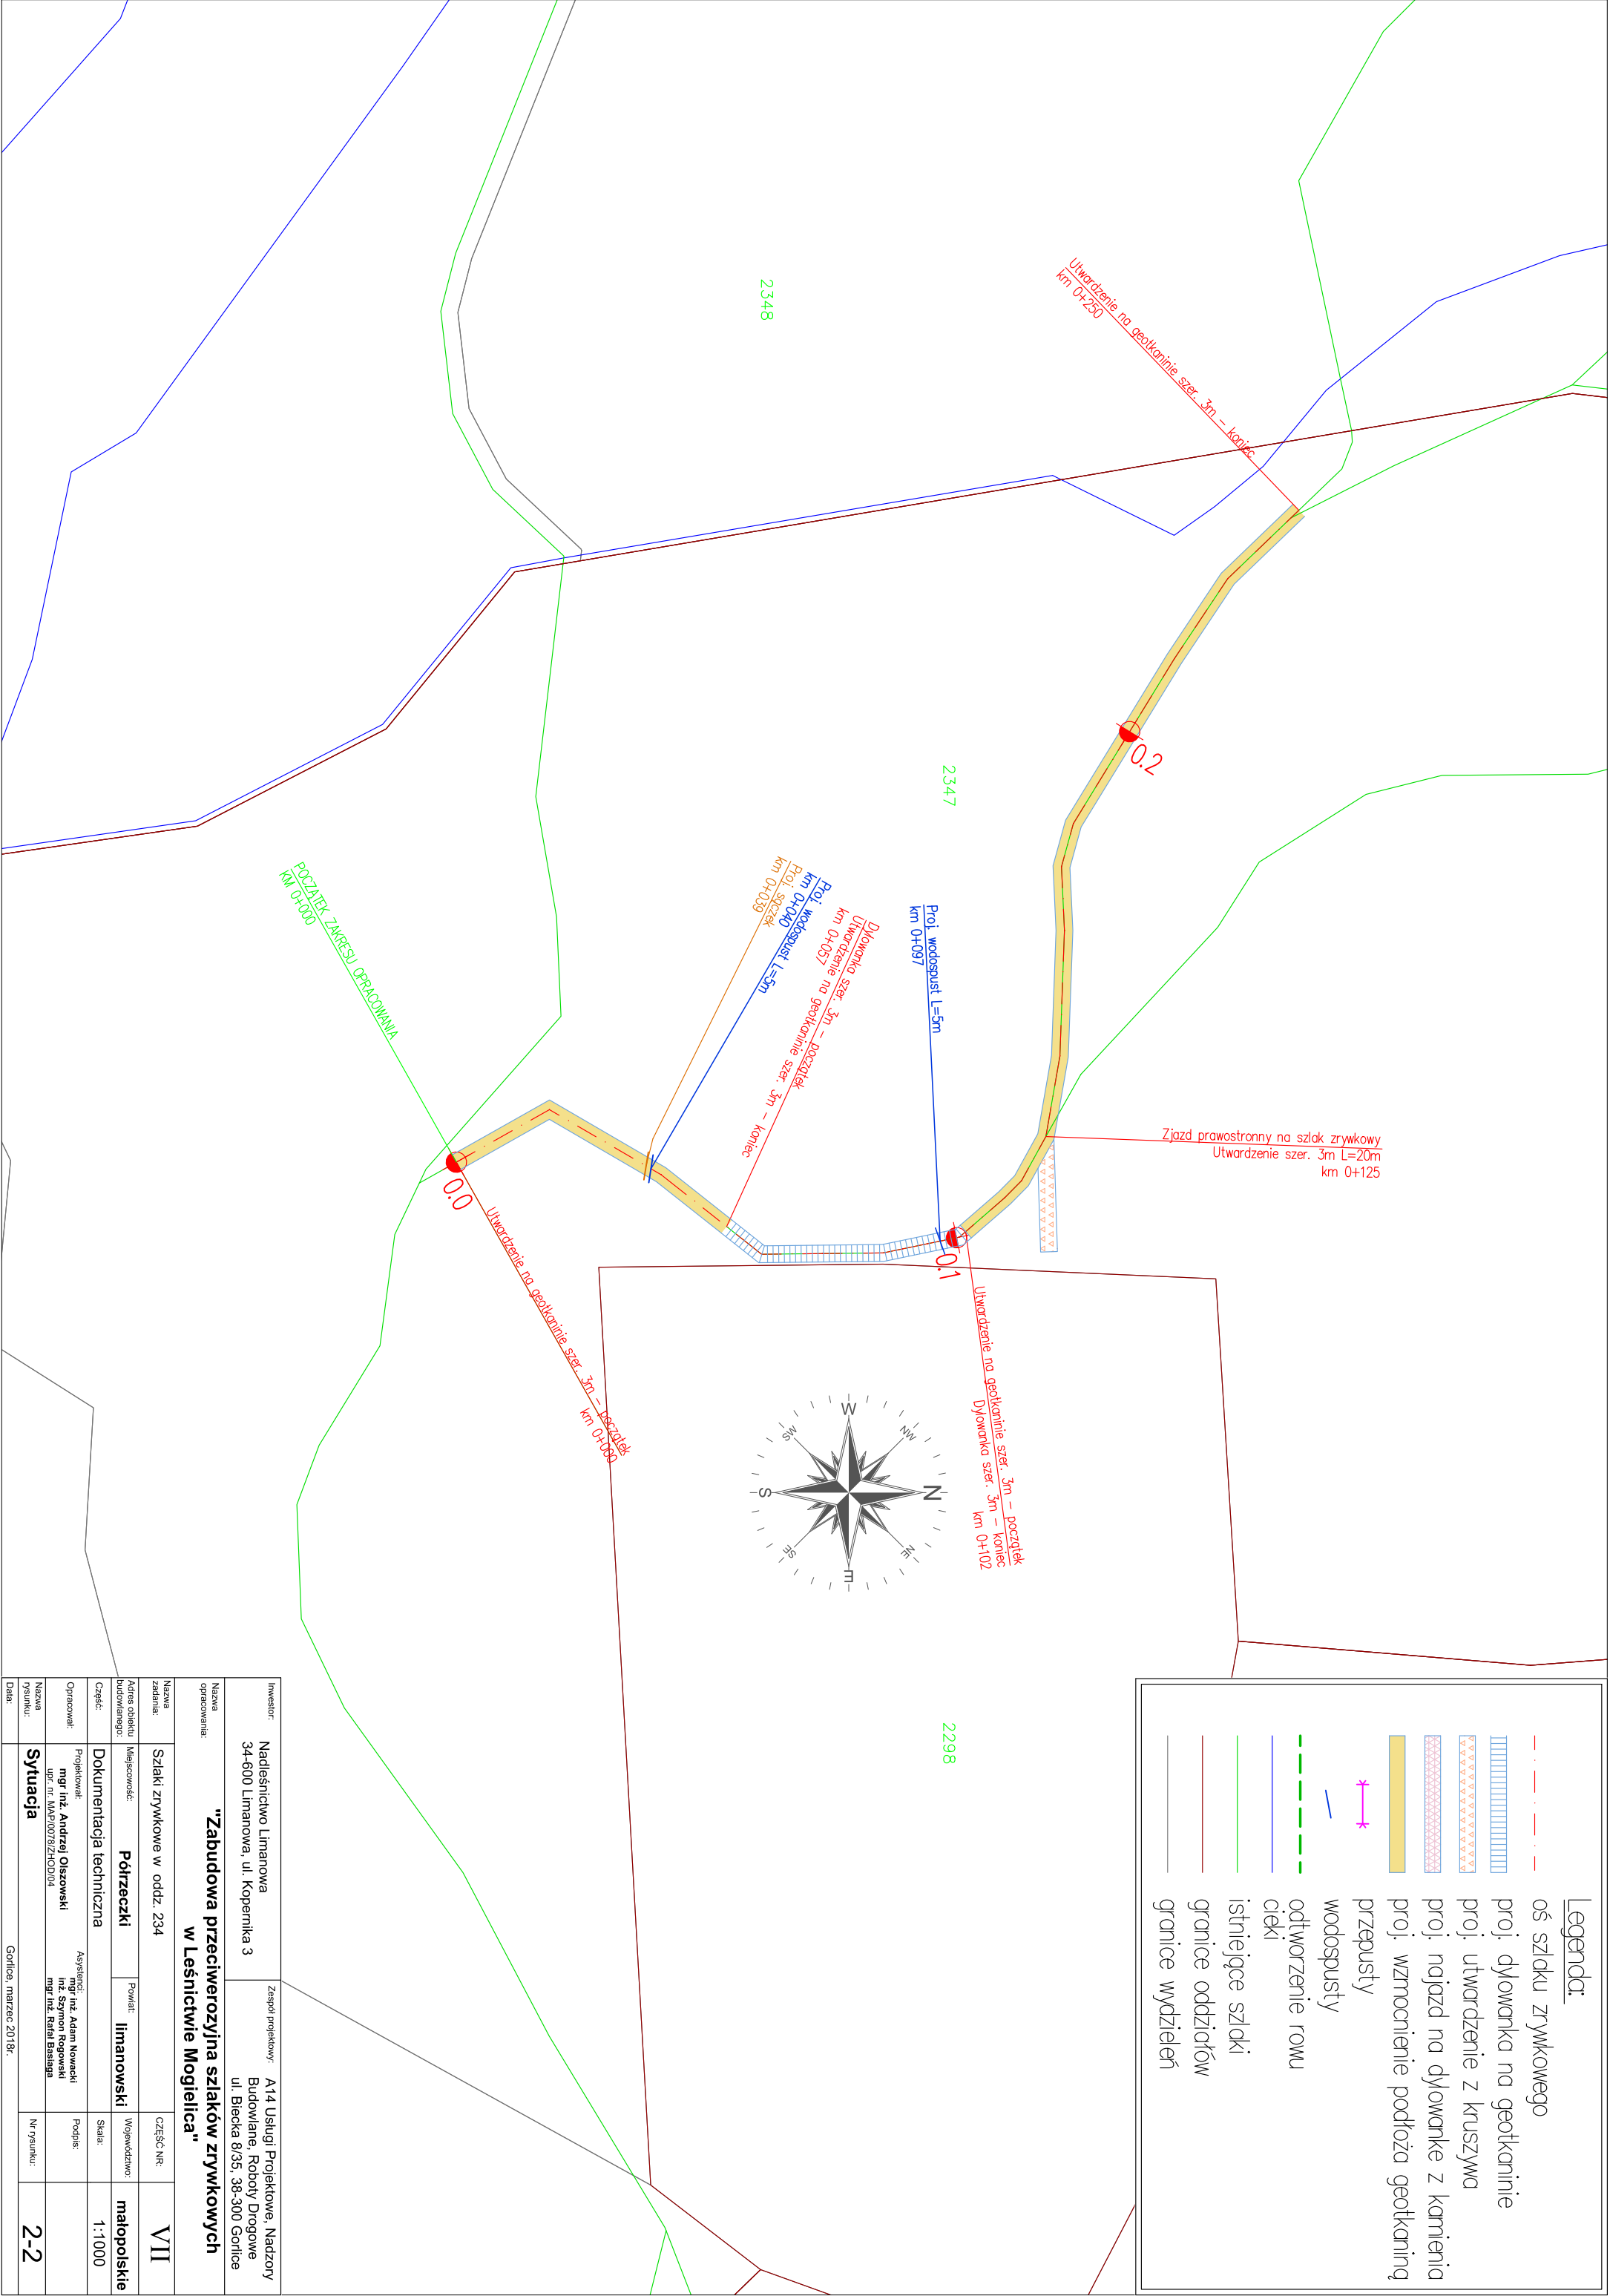 Legenda:
oś szlaku zrywkowego
proj. dylowanka na geotkaninie
proj. utwardzenie z kruszywa
proj. najazd na dylowanke z kamienia
proj. wzmocnienie podłoża geotkaniną
przepusty
wodospusty
odtworzenie rowu
cieki
istniejące szlaki
granice oddziałów
granice wydzieleń
Utwardzenie na geotkaninie szer. 3m - koniec
km 0+250
2348
0.2
2347
Zjazd prawostronny na szlak zrywkowy
Utwardzenie szer. 3m L=20m
km 0+125
Proj. wodospust L=5m
km 0+097
Dylowanka szer. 3m - początek
Utwardzenie na geotkaninie szer. 3m - koniec
km 0+057
Proj. wodospust L=5m
km 0+040
Proj. sączek
km 0+039
0.1
Utwardzenie na geotkaninie szer. 3m - początek
Dylowanka szer. 3m - koniec
km 0+102
POCZĄTEK ZAKRESU OPRACOWANIA
KM 0+000
0.0
Utwardzenie na geotkaninie szer. 3m - początek
km 0+000
N
NE
E
SE
S
SW
W
NW
2298
Inwestor:
Nadleśnictwo Limanowa
34-600 Limanowa, ul. Kopernika 3
Zespół projektowy:
A14 Usługi Projektowe, Nadzory
Budowlane, Roboty Drogowe
ul. Biecka 8/35, 38-300 Gorlice
Nazwa
opracowania:
"Zabudowa przeciwerozyjna szlaków zrywkowych
w Leśnictwie Mogielica"
Nazwa
zadania:
Szlaki zrywkowe w oddz. 234
CZĘŚĆ NR:
VII
Adres obiektu
budowlanego:
Miejscowość:
Półrzeczki
Powiat:
limanowski
Województwo:
małopolskie
Część:
Dokumentacja techniczna
Skala:
1:1000
Opracował:
Projektował:
mgr inż. Andrzej Olszowski
upr. nr. MAP/0078/ZHOD/04
Asystenci:
mgr inż. Adam Nowacki
inż. Szymon Rogowski
mgr inż. Rafał Basiaga
Podpis:
Nazwa
rysunku:
Sytuacja
Nr rysunku:
2-2
Data:
Gorlice, marzec 2018r.